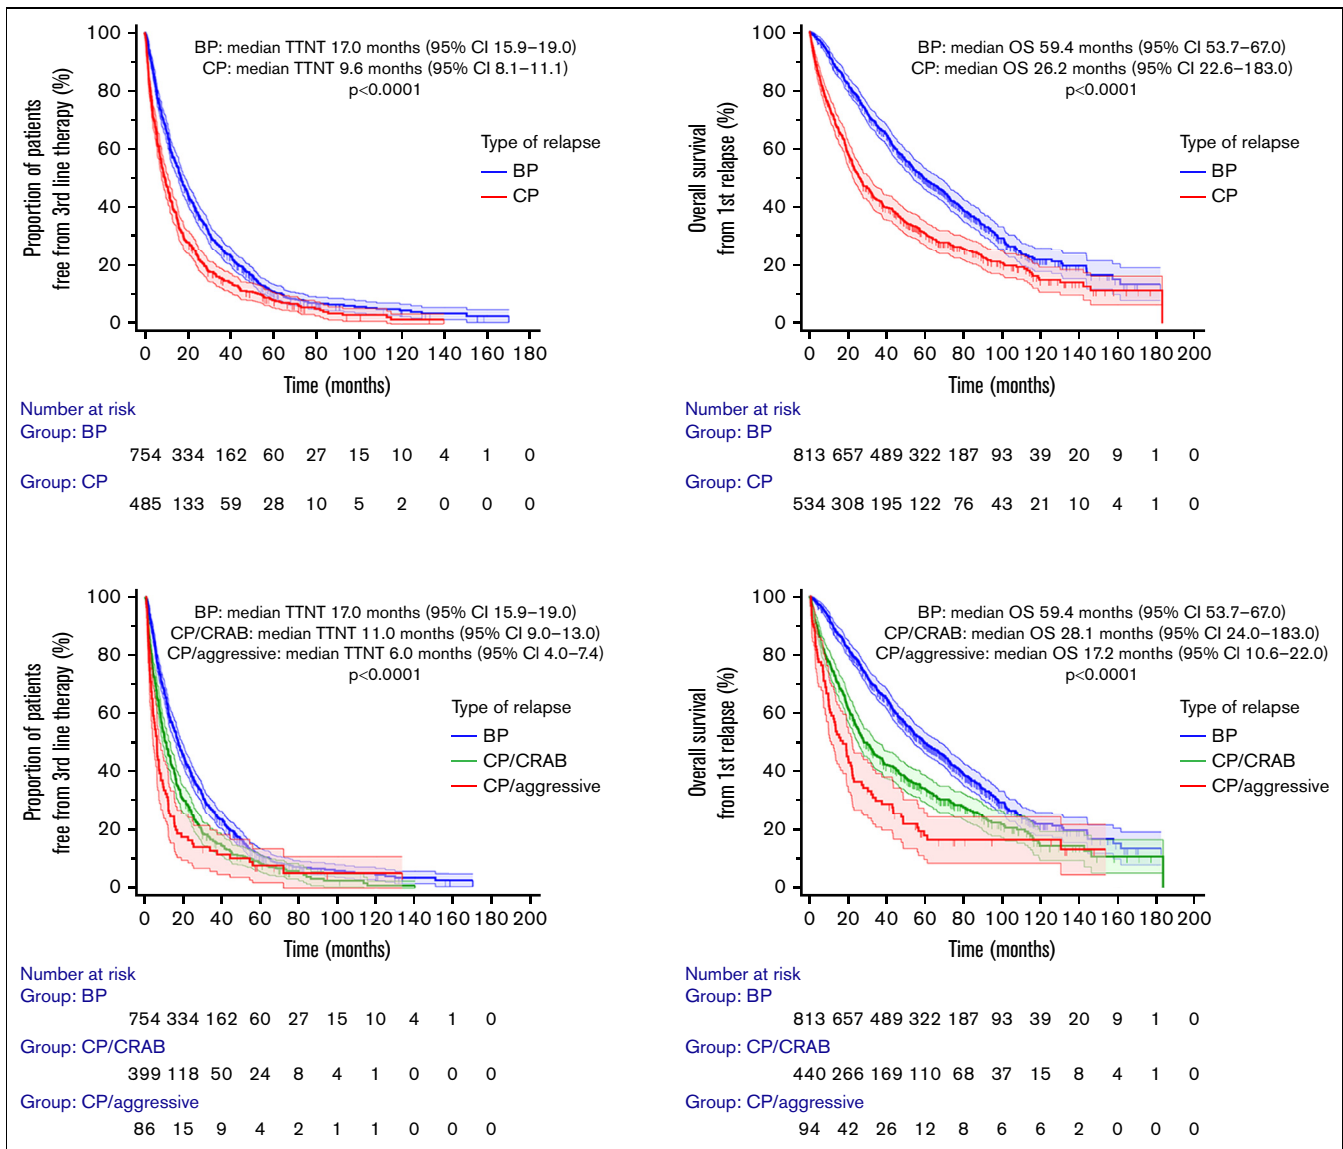 BP: median TTNT 17.0 months (95% CI 15.9–19.0)
CP: median TTNT 9.6 months (95% CI 8.1–11.1)
p<0.0001
Proportion of patients
free from 3rd line therapy (%)
100
80
60
40
20
0
Type of relapse
BP
CP
0 20 40 60 80 100 120 140 160 180
Time (months)
Number at risk
Group: BP
754 334 162 60 27 15 10 4 1 0
Group: CP
485 133 59 28 10 5 2 0 0 0
BP: median OS 59.4 months (95% CI 53.7–67.0)
CP: median OS 26.2 months (95% CI 22.6–183.0)
p<0.0001
Overall survival
from 1st relapse (%)
100
80
60
40
20
0
Type of relapse
BP
CP
0 20 40 60 80 100 120 140 160 180 200
Time (months)
Number at risk
Group: BP
813 657 489 322 187 93 39 20 9 1 0
Group: CP
534 308 195 122 76 43 21 10 4 1 0
BP: median TTNT 17.0 months (95% CI 15.9–19.0)
CP/CRAB: median TTNT 11.0 months (95% CI 9.0–13.0)
CP/aggressive: median TTNT 6.0 months (95% CI 4.0–7.4)
p<0.0001
Proportion of patients
free from 3rd line therapy (%)
100
80
60
40
20
0
Type of relapse
BP
CP/CRAB
CP/aggressive
0 20 40 60 80 100 120 140 160 180 200
Time (months)
Number at risk
Group: BP
754 334 162 60 27 15 10 4 1 0
Group: CP/CRAB
399 118 50 24 8 4 1 0 0 0
Group: CP/aggressive
86 15 9 4 2 1 1 0 0 0
BP: median OS 59.4 months (95% CI 53.7–67.0)
CP/CRAB: median OS 28.1 months (95% CI 24.0–183.0)
CP/aggressive: median OS 17.2 months (95% CI 10.6–22.0)
p<0.0001
Overall survival
from 1st relapse (%)
100
80
60
40
20
0
Type of relapse
BP
CP/CRAB
CP/aggressive
0 20 40 60 80 100 120 140 160 180 200
Time (months)
Number at risk
Group: BP
813 657 489 322 187 93 39 20 9 1 0
Group: CP/CRAB
440 266 169 110 68 37 15 8 4 1 0
Group: CP/aggressive
94 42 26 12 8 6 6 2 0 0 0